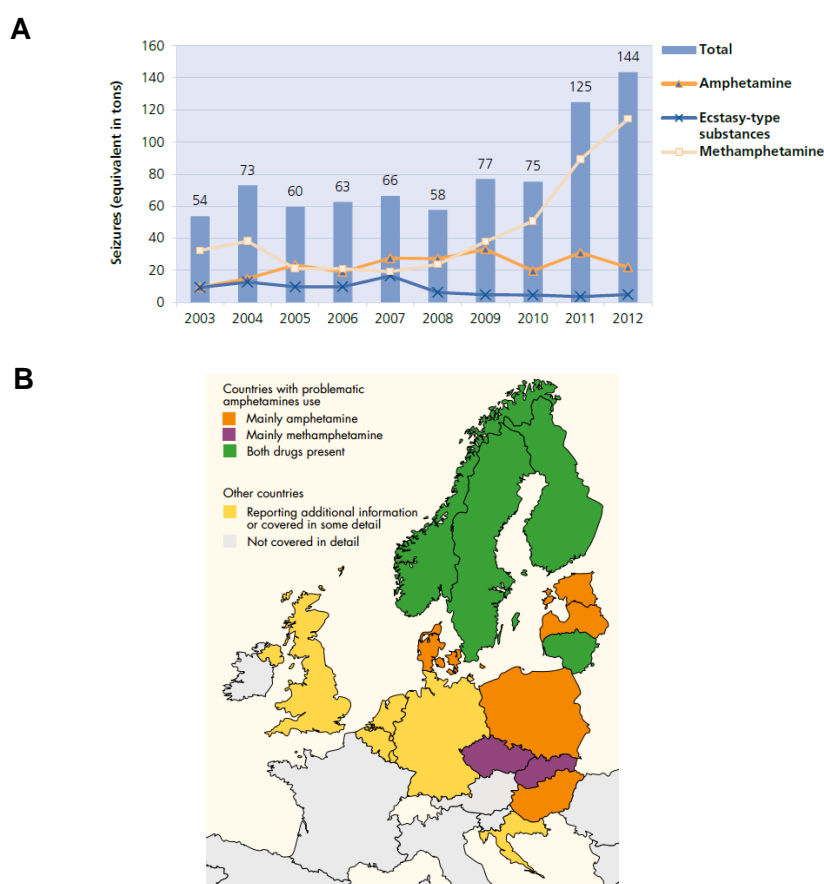 A
160
140
120
100
80
60
40
20
0
Seizures (equivalent in tons)
54
73
60
63
66
58
77
75
125
144
2003 2004 2005 2006 2007 2008 2009 2010 2011 2012
Total
Amphetamine
Ecstasy-type
substances
Methamphetamine
B
Countries with problematic
amphetamines use
Mainly amphetamine
Mainly methamphetamine
Both drugs present
Other countries
Reporting additional information
or covered in some detail
Not covered in detail